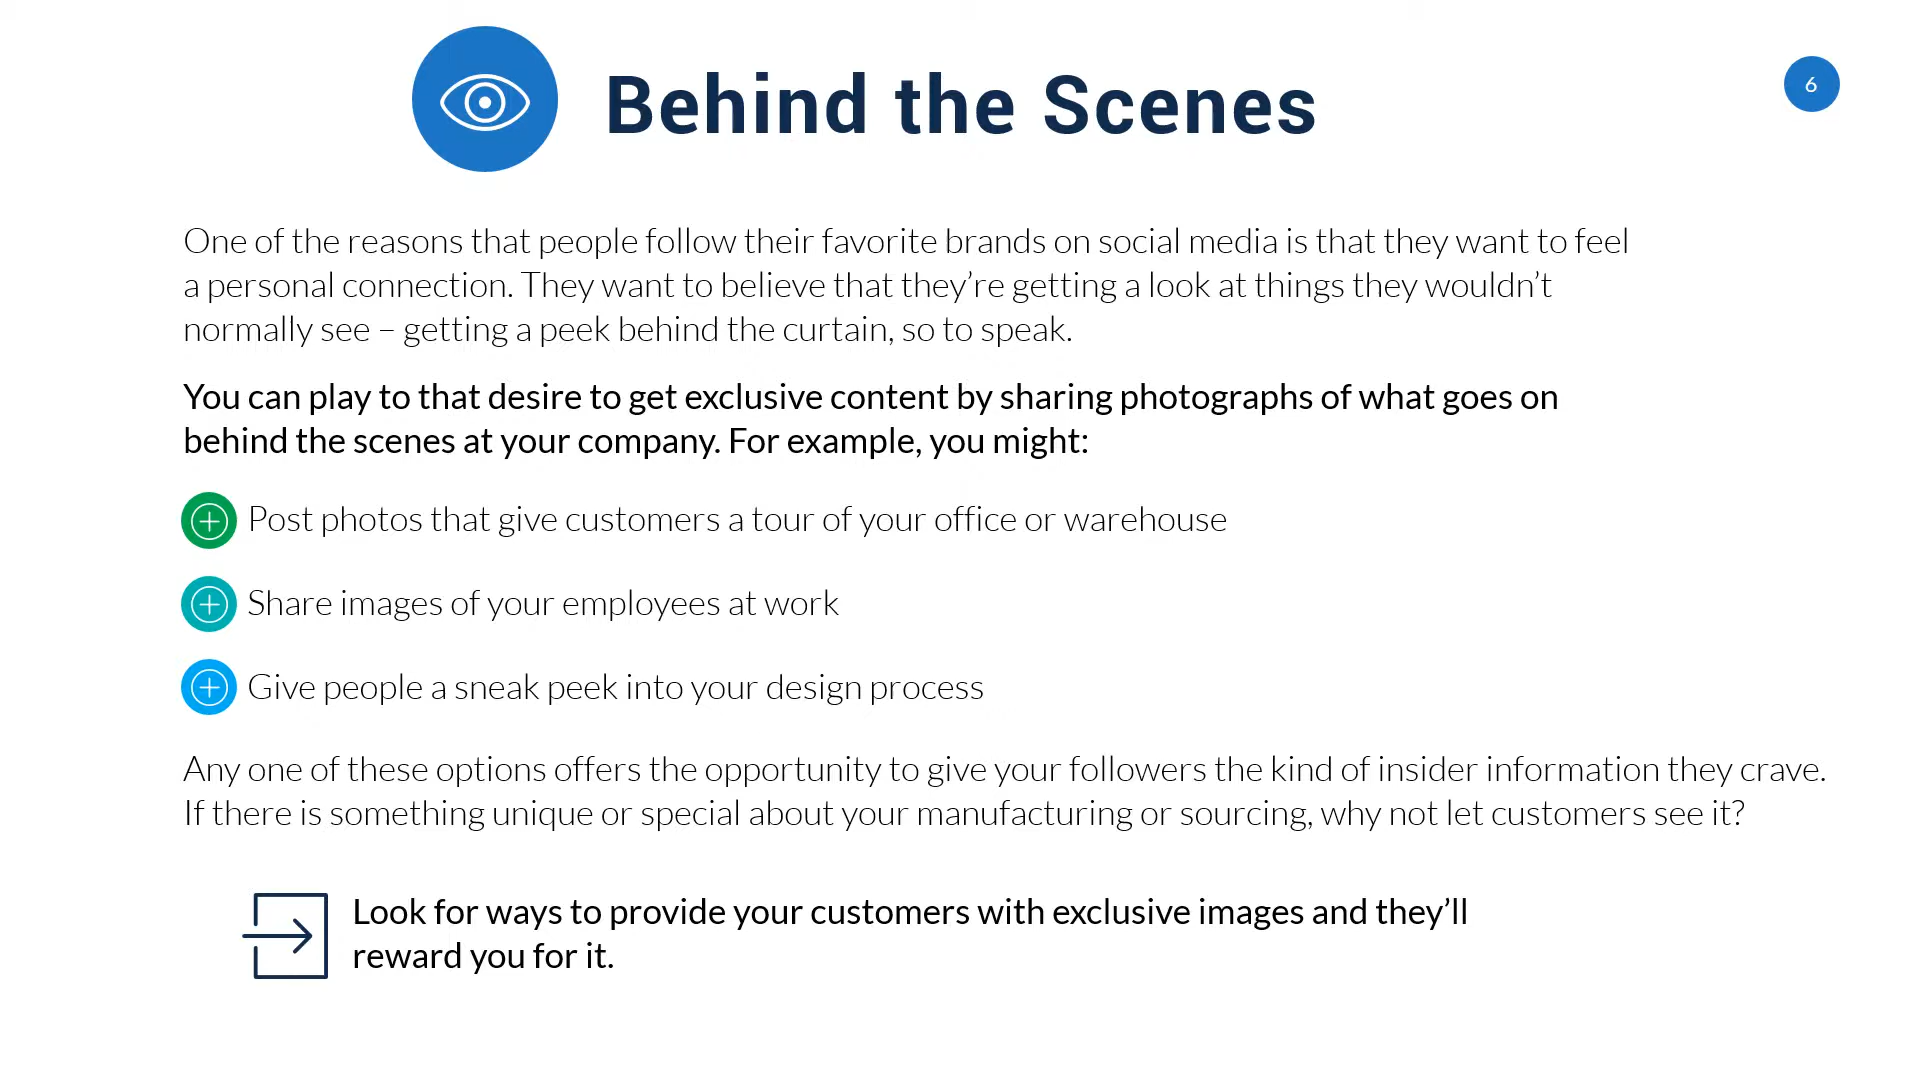 Behind the Scenes
6
One of the reasons that people follow their favorite brands on social media is that they want to feel
a personal connection. They want to believe that they’re getting a look at things they wouldn’t
normally see – getting a peek behind the curtain, so to speak.
You can play to that desire to get exclusive content by sharing photographs of what goes on
behind the scenes at your company. For example, you might:
Post photos that give customers a tour of your office or warehouse
Share images of your employees at work
Give people a sneak peek into your design process
Any one of these options offers the opportunity to give your followers the kind of insider information they crave.
If there is something unique or special about your manufacturing or sourcing, why not let customers see it?
Look for ways to provide your customers with exclusive images and they’ll
reward you for it.